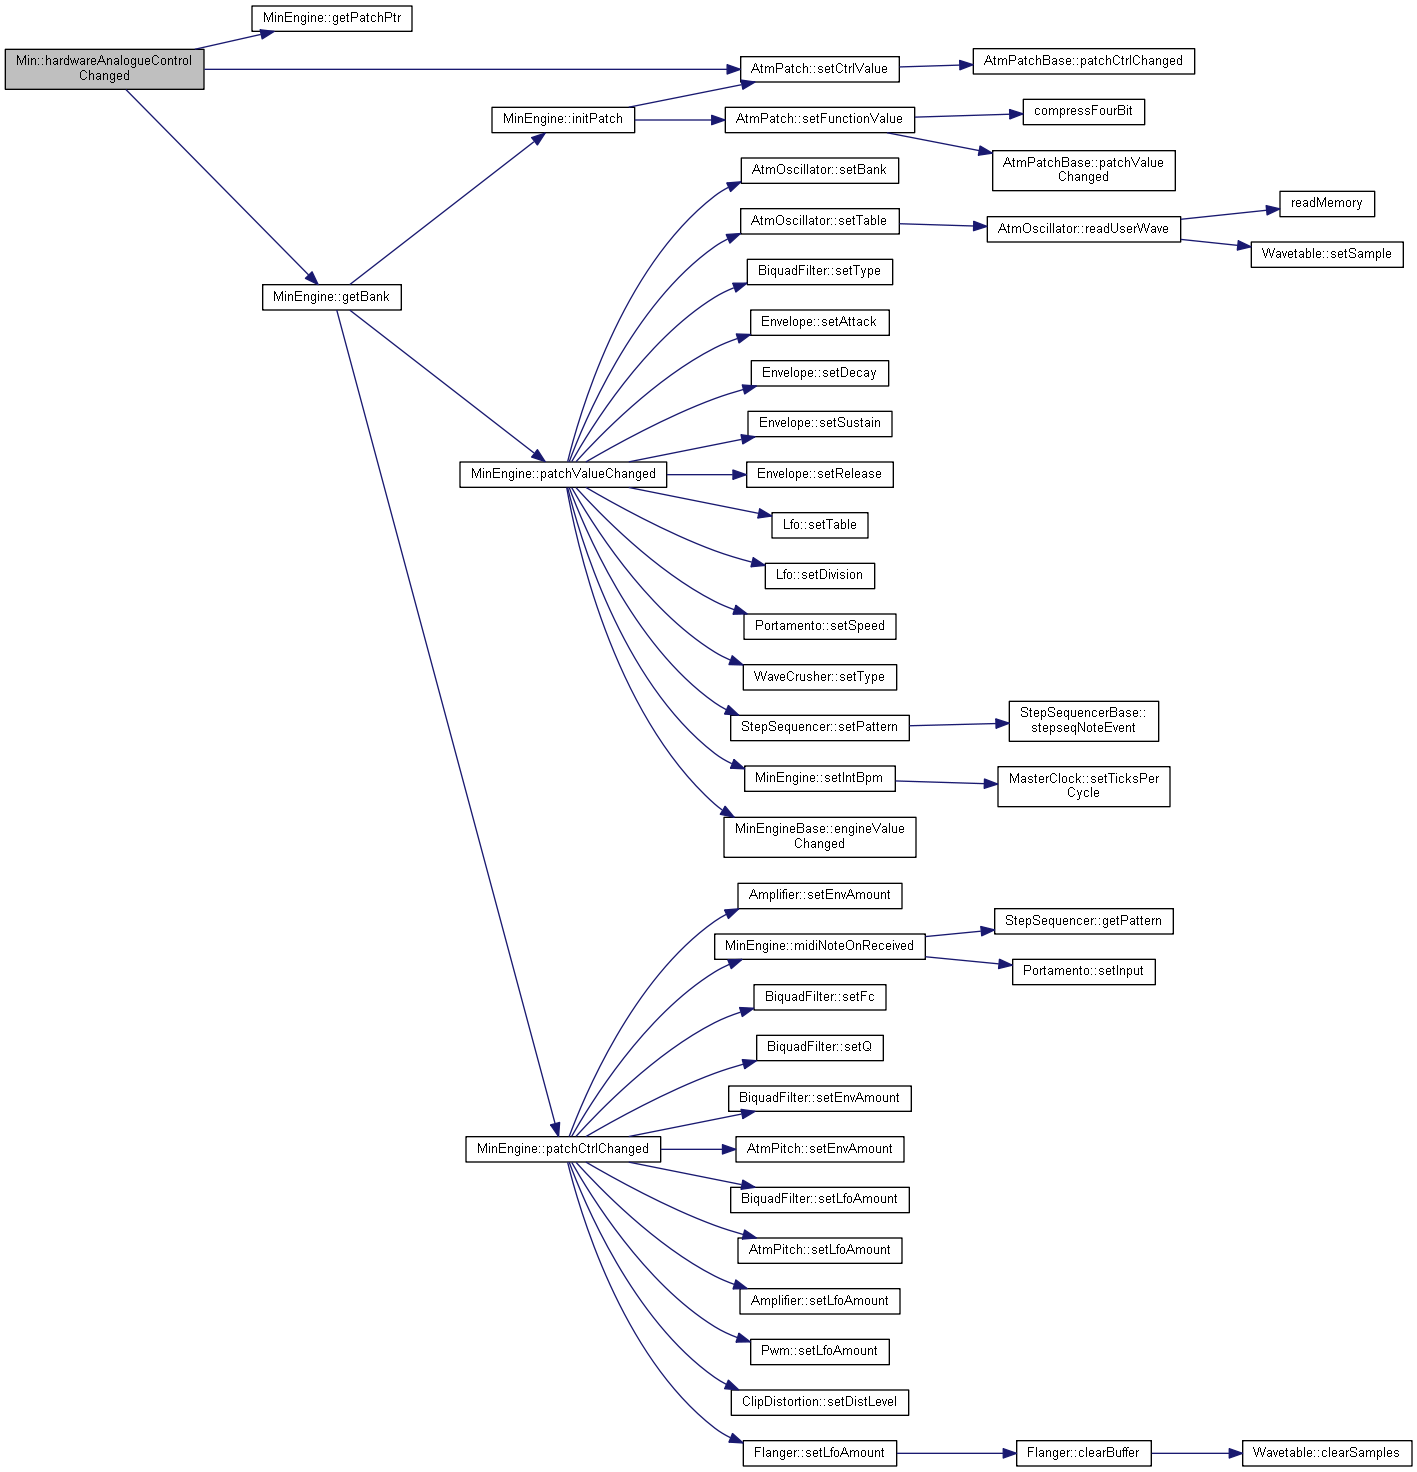 MinEngine::getPatchPtr
Min::hardwareAnalogueControl
Changed
AtmPatch::setCtrlValue
AtmPatchBase::patchCtrlChanged
MinEngine::initPatch
AtmPatch::setFunctionValue
compressFourBit
AtmPatchBase::patchValue
Changed
AtmOscillator::setBank
AtmOscillator::setTable
AtmOscillator::readUserWave
readMemory
Wavetable::setSample
BiquadFilter::setType
MinEngine::getBank
Envelope::setAttack
Envelope::setDecay
Envelope::setSustain
MinEngine::patchValueChanged
Envelope::setRelease
Lfo::setTable
Lfo::setDivision
Portamento::setSpeed
WaveCrusher::setType
StepSequencer::setPattern
StepSequencerBase::
stepseqNoteEvent
MinEngine::setIntBpm
MasterClock::setTicksPer
Cycle
MinEngineBase::engineValue
Changed
Amplifier::setEnvAmount
MinEngine::midiNoteOnReceived
StepSequencer::getPattern
Portamento::setInput
BiquadFilter::setFc
BiquadFilter::setQ
BiquadFilter::setEnvAmount
MinEngine::patchCtrlChanged
AtmPitch::setEnvAmount
BiquadFilter::setLfoAmount
AtmPitch::setLfoAmount
Amplifier::setLfoAmount
Pwm::setLfoAmount
ClipDistortion::setDistLevel
Flanger::setLfoAmount
Flanger::clearBuffer
Wavetable::clearSamples